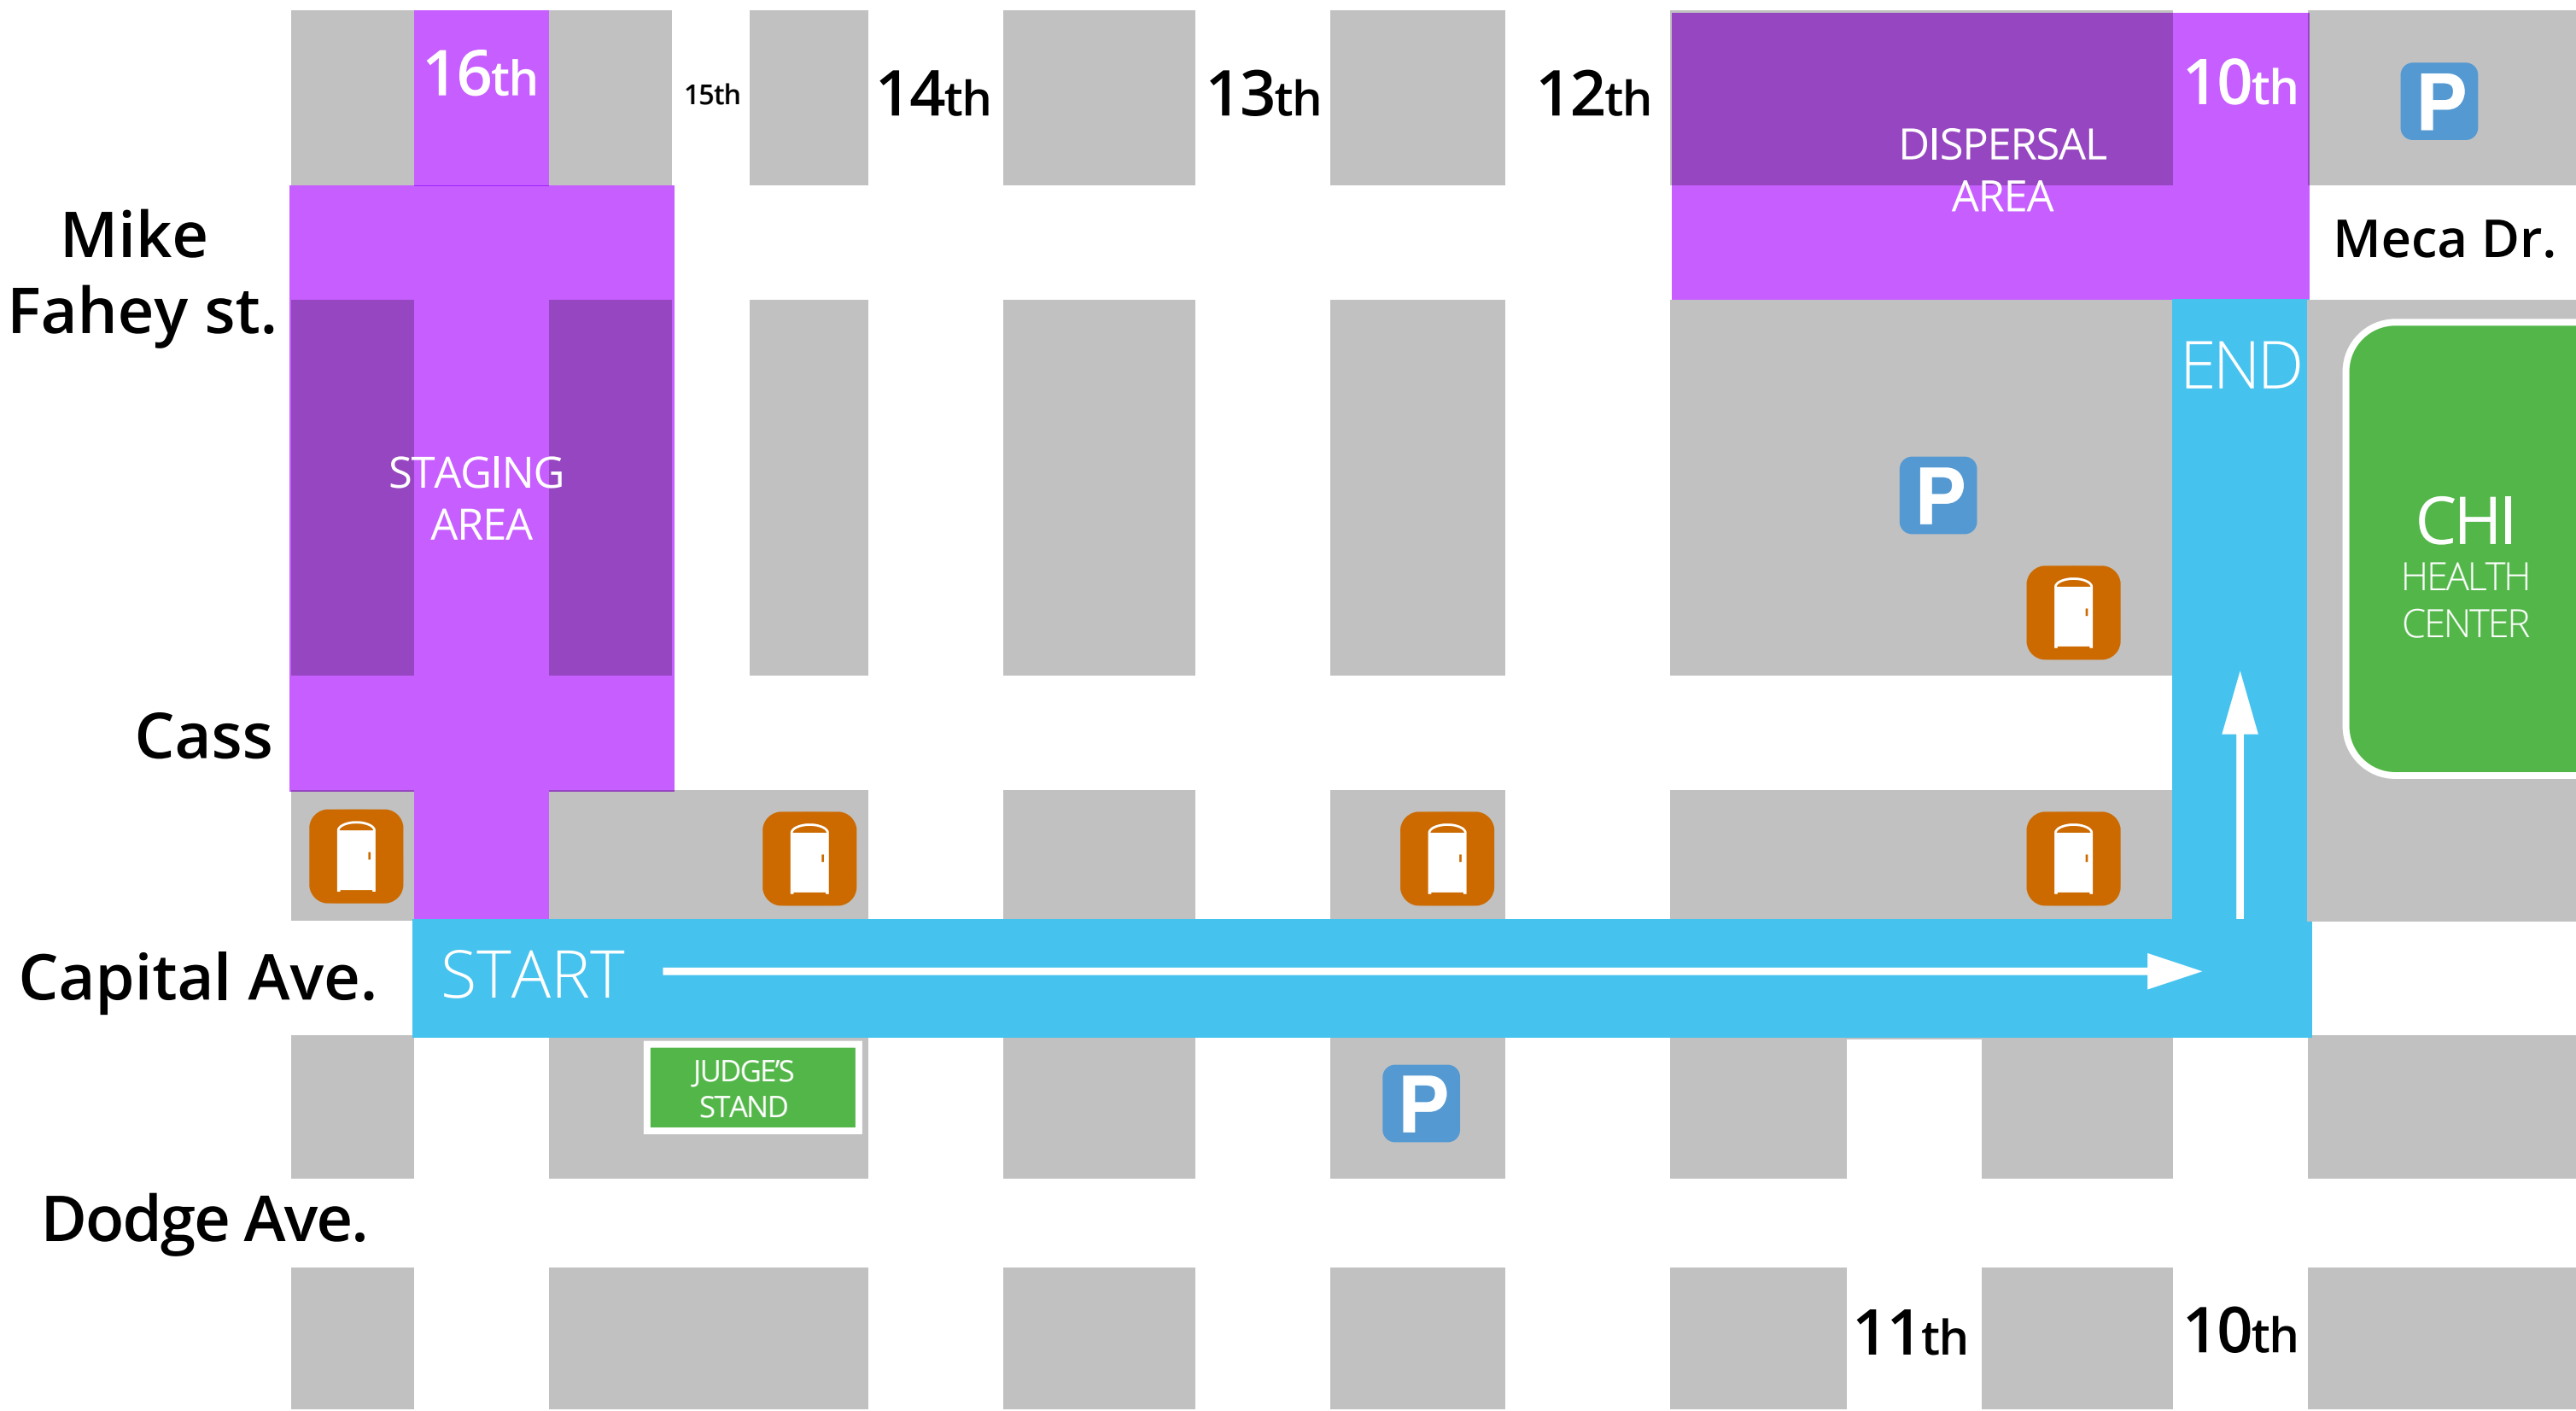 16th
15th
14th
13th
12th
10th
P
DISPERSAL
AREA
Mike
Fahey st.
Meca Dr.
END
STAGING
AREA
P
CHI
HEALTH
CENTER
Cass
Capital Ave.
START
JUDGE'S
STAND
P
Dodge Ave.
11th
10th